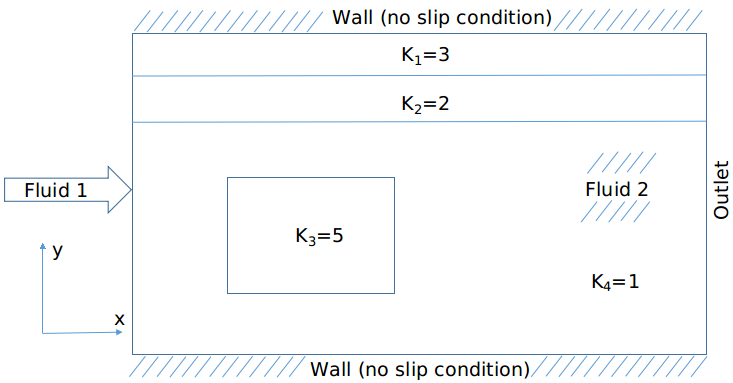 Wall (no slip condition)
K₁=3
K₂=2
Fluid 1
Fluid 2
Outlet
K₃=5
y
K₄=1
x
Wall (no slip condition)